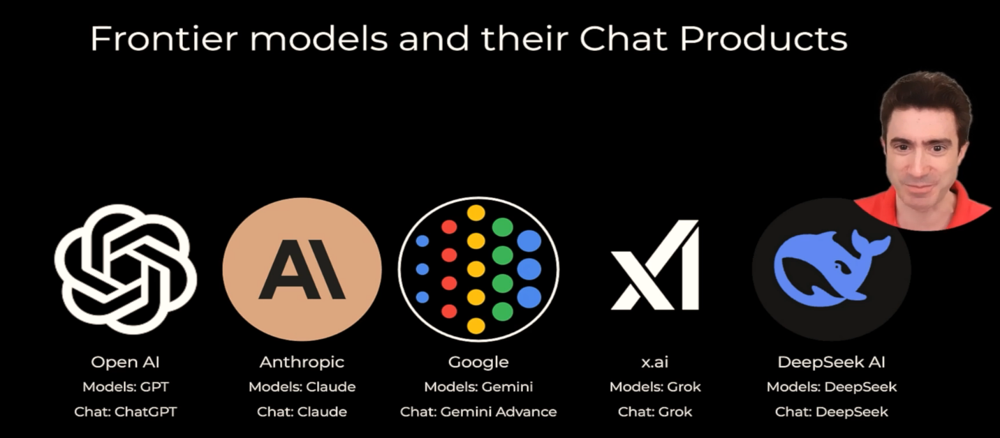 Frontier models and their Chat Products
AI
xI
Open AI
Models: GPT
Chat: ChatGPT
Anthropic
Models: Claude
Chat: Claude
Google
Models: Gemini
Chat: Gemini Advance
x.ai
Models: Grok
Chat: Grok
DeepSeek AI
Models: DeepSeek
Chat: DeepSeek